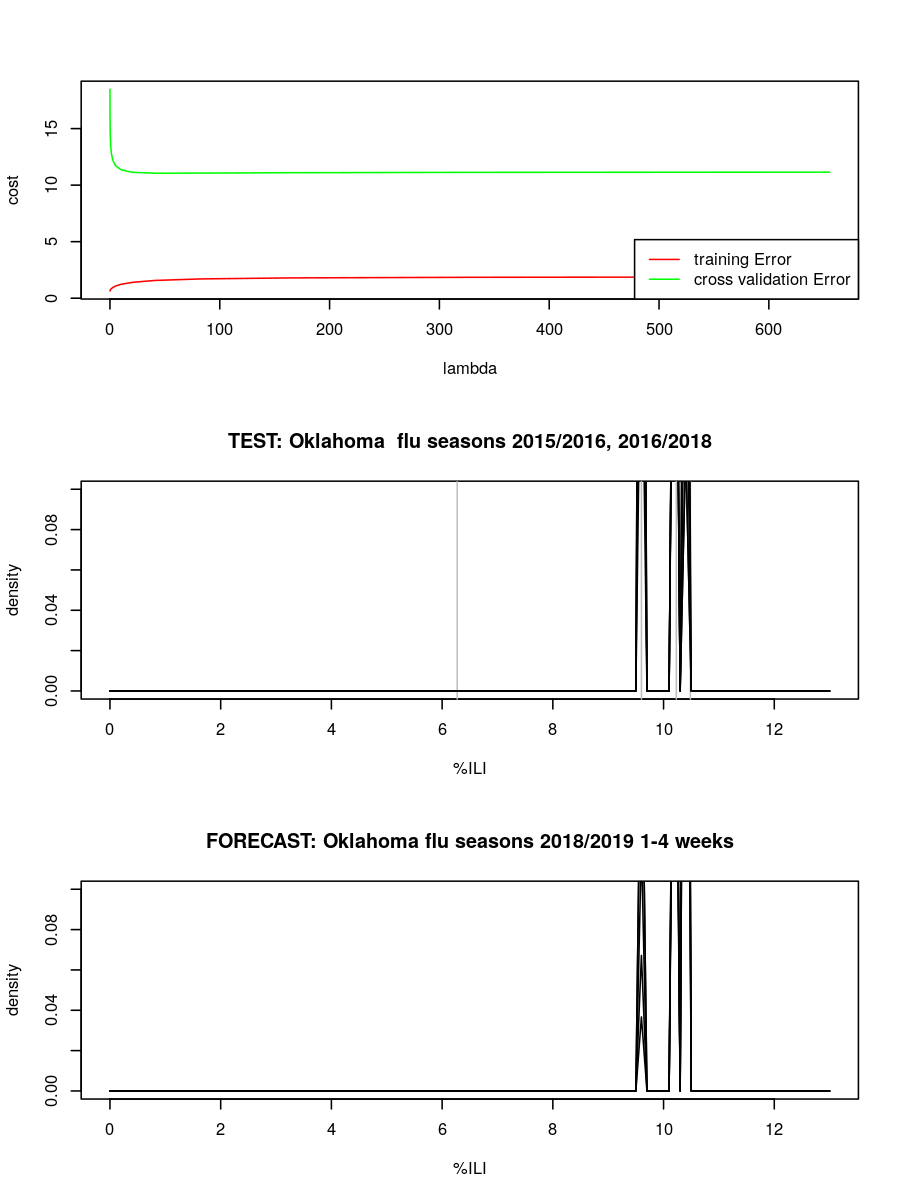 15
10
5
0
cost
training Error
cross validation Error
0 100 200 300 400 500 600
lambda
TEST: Oklahoma  flu seasons 2015/2016, 2016/2018
0.08
0.04
0.00
density
0 2 4 6 8 10 12
%ILI
FORECAST: Oklahoma flu seasons 2018/2019 1-4 weeks
0.08
0.04
0.00
density
0 2 4 6 8 10 12
%ILI